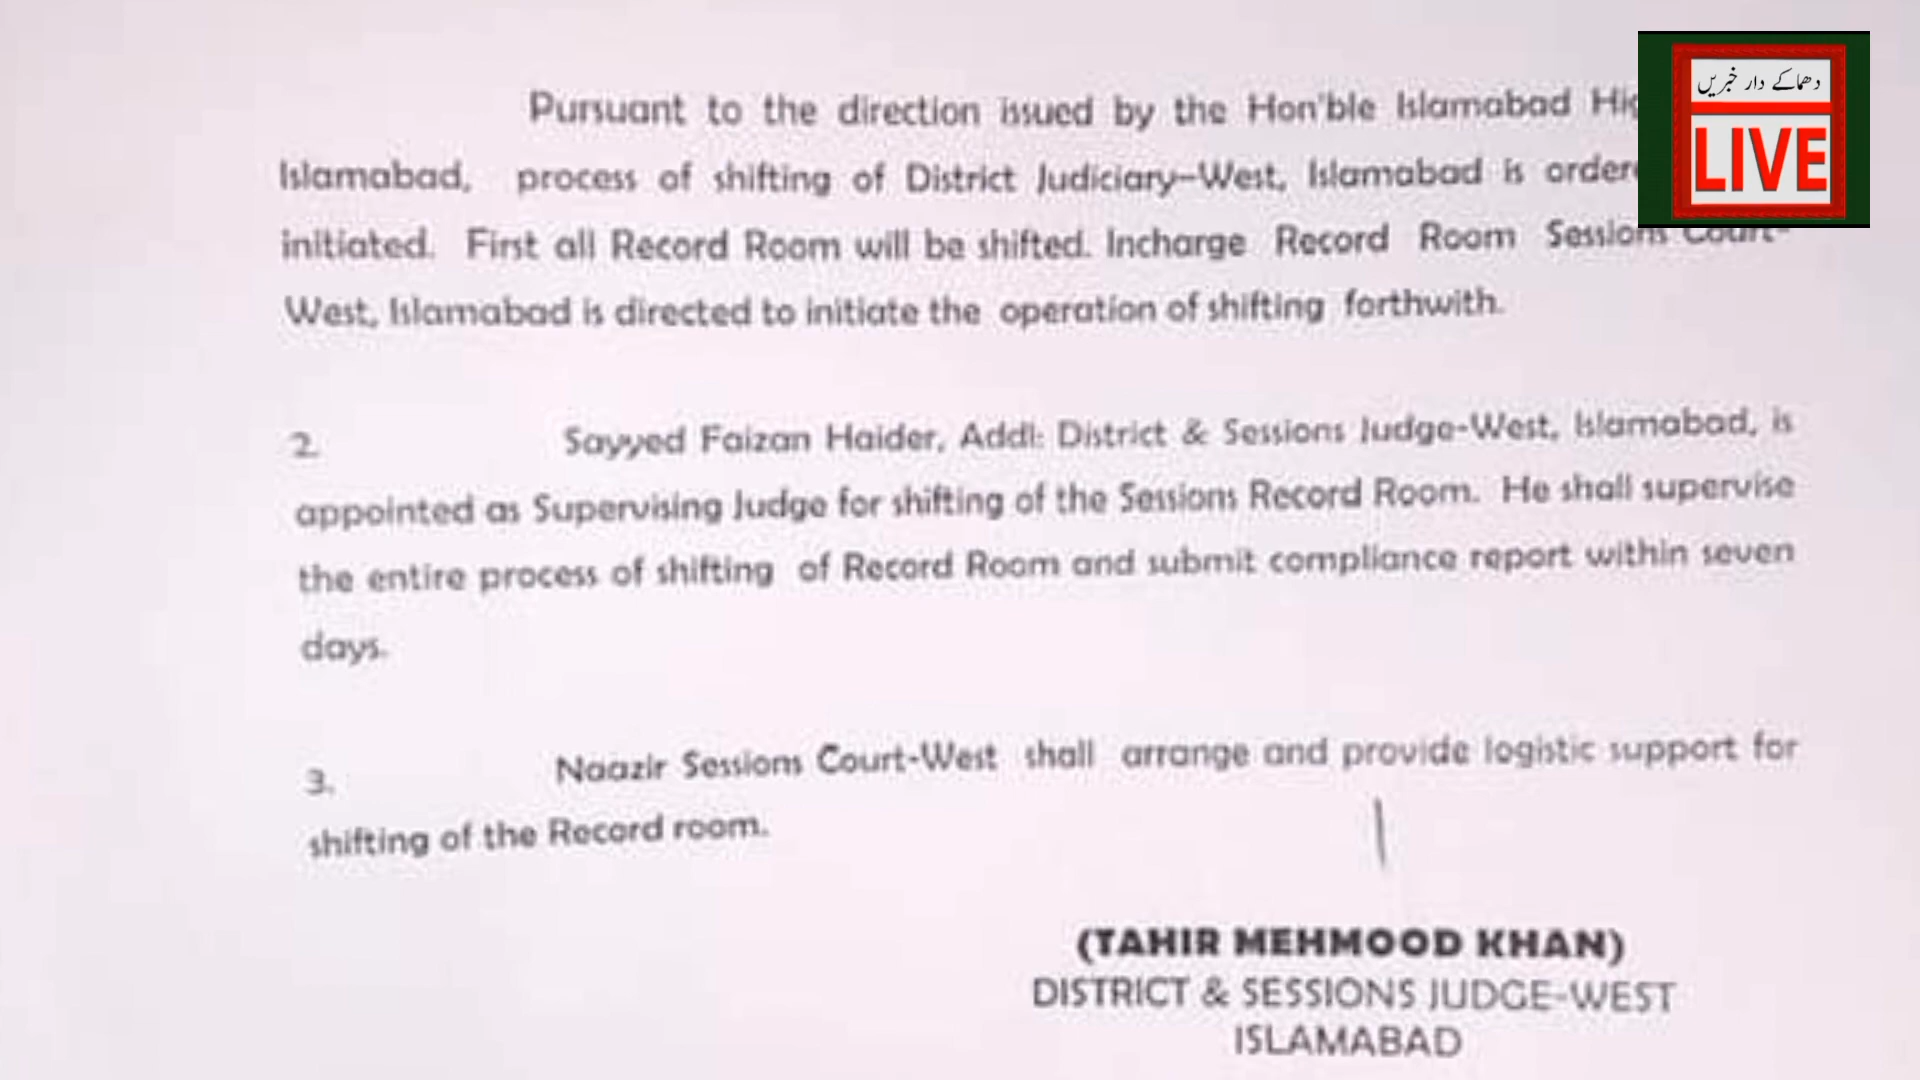 دھماکے دار خبریں
LIVE
Pursuant to the direction issued by the Hon'ble Islamabad
Islamabad, process of shifting of District Judiciary–West, Islamabad is
initiated. First all Record Room will be shifted. Incharge Record Room Sessions Court-
West, Islamabad is directed to initiate the operation of shifting forthwith.
2. Sayyed Faizan Haider, Addl: District & Sessions Judge-West, Islamabad, is
appointed as Supervising Judge for shifting of the Sessions Record Room. He shall supervise
the entire process of shifting of Record Room and submit compliance report within seven
days.
3. Naazir Sessions Court-West shall arrange and provide logistic support for
shifting of the Record room.
(TAHIR MEHMOOD KHAN)
DISTRICT & SESSIONS JUDGE-WEST
ISLAMABAD